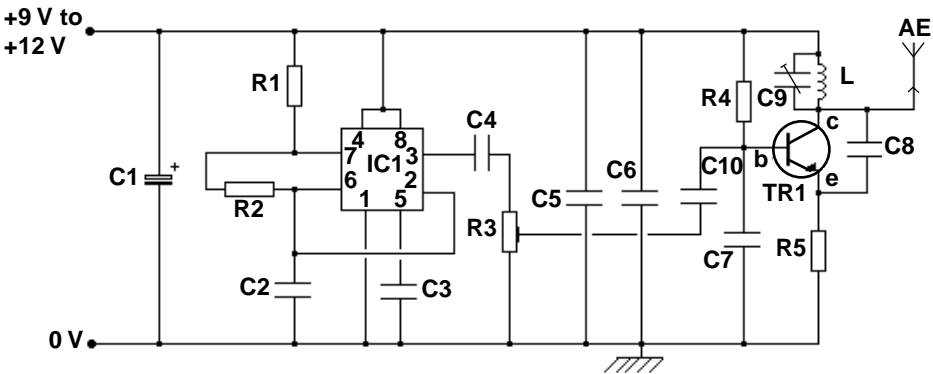 +9 V to
+12 V
AE
R1
C4
R4
C9
L
4
8
7
3
IC1
6
2
1
5
C1
+
R2
R3
C5
C6
C10
b
c
e
TR1
C8
C7
R5
C2
C3
0 V